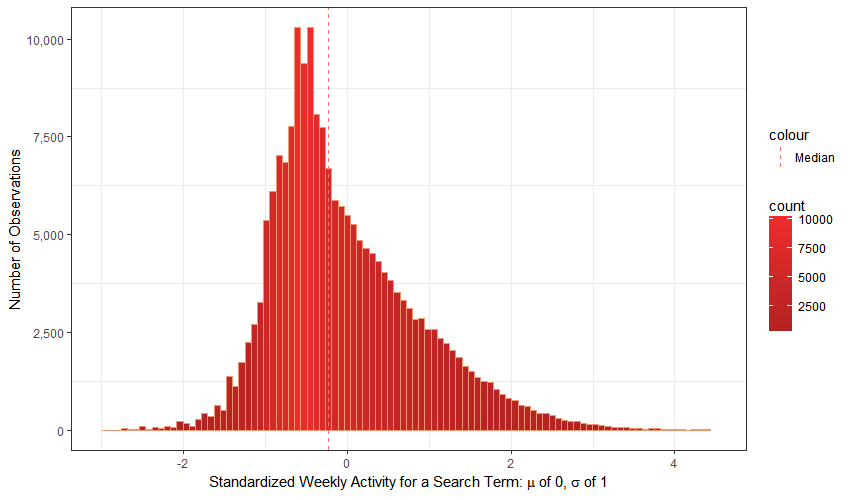 10,000
7,500
5,000
2,500
0
Number of Observations
-2
0
2
4
Standardized Weekly Activity for a Search Term: μ of 0, σ of 1
colour
Median
count
10000
7500
5000
2500